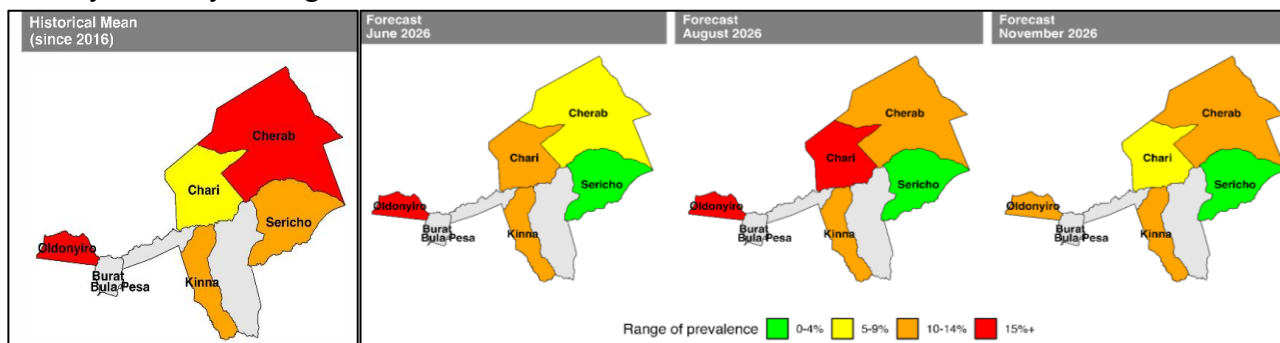 Historical Mean
(since 2016)
Cherab
Chari
Sericho
Oldonyiro
Burat
Bula Pesa
Kinna
Forecast
June 2026
Cherab
Chari
Sericho
Oldonyiro
Burat
Bula Pesa
Kinna
Forecast
August 2026
Cherab
Chari
Sericho
Oldonyiro
Burat
Bula Pesa
Kinna
Forecast
November 2026
Cherab
Chari
Sericho
Oldonyiro
Burat
Bula Pesa
Kinna
Range of prevalence 0-4% 5-9% 10-14% 15%+